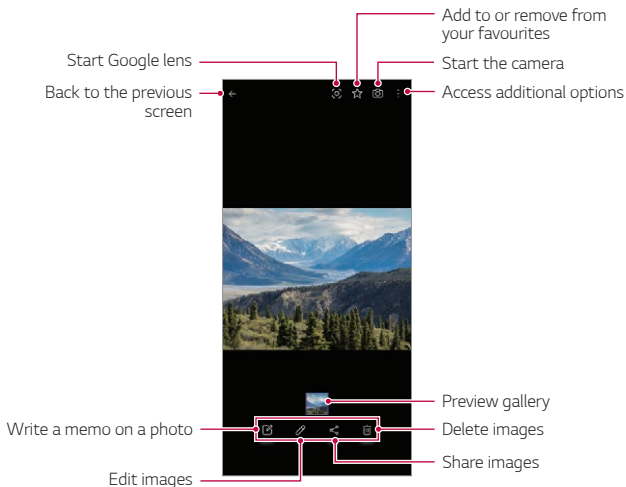 Add to or remove from
your favourites
Start Google lens
Start the camera
Back to the previous
screen
Access additional options
Preview gallery
Write a memo on a photo
Delete images
Share images
Edit images